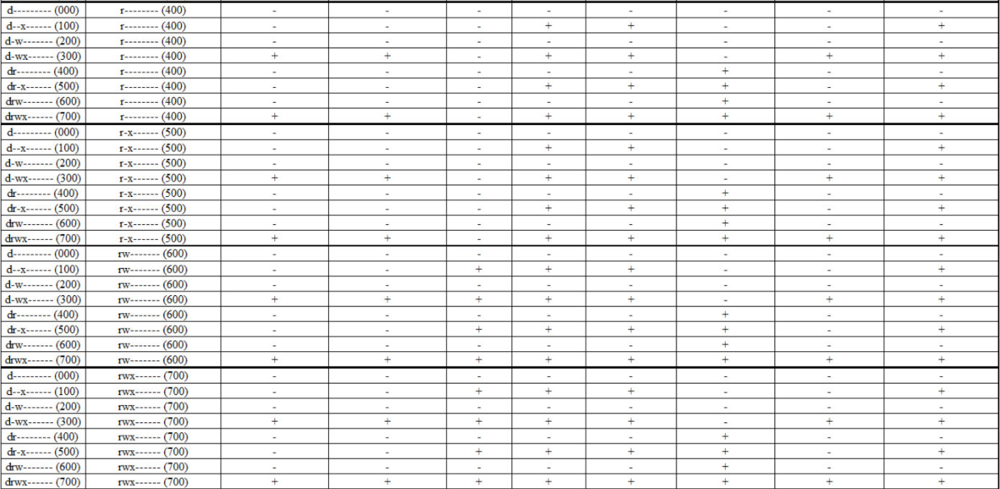 d--------- (000) r-------- (400) - - - - - - - -
d--x------ (100) r-------- (400) - - - + + - - +
d-w------- (200) r-------- (400) - - - - - - - -
d-wx------ (300) r-------- (400) + + - + + - + +
dr-------- (400) r-------- (400) - - - - - + - -
dr-x------ (500) r-------- (400) - - - + + + - +
drw------- (600) r-------- (400) - - - - - + - -
drwx------ (700) r-------- (400) + + - + + + + +
d--------- (000) r-x------ (500) - - - - - - - -
d--x------ (100) r-x------ (500) - - - + + - - +
d-w------- (200) r-x------ (500) - - - - - - - -
d-wx------ (300) r-x------ (500) + + - + + - + +
dr-------- (400) r-x------ (500) - - - - - + - -
dr-x------ (500) r-x------ (500) - - - + + + - +
drw------- (600) r-x------ (500) - - - - - + - -
drwx------ (700) r-x------ (500) + + - + + + + +
d--------- (000) rw------- (600) - - - - - - - -
d--x------ (100) rw------- (600) - - + + + - - +
d-w------- (200) rw------- (600) - - - - - - - -
d-wx------ (300) rw------- (600) + + + + + - + +
dr-------- (400) rw------- (600) - - - - - + - -
dr-x------ (500) rw------- (600) - - + + + + - +
drw------- (600) rw------- (600) - - - - - + - -
drwx------ (700) rw------- (600) + + + + + + + +
d--------- (000) rwx------ (700) - - - - - - - -
d--x------ (100) rwx------ (700) - - + + + - - +
d-w------- (200) rwx------ (700) - - - - - - - -
d-wx------ (300) rwx------ (700) + + + + + - + +
dr-------- (400) rwx------ (700) - - - - - + - -
dr-x------ (500) rwx------ (700) - - + + + + - +
drw------- (600) rwx------ (700) - - - - - + - -
drwx------ (700) rwx------ (700) + + + + + + + +